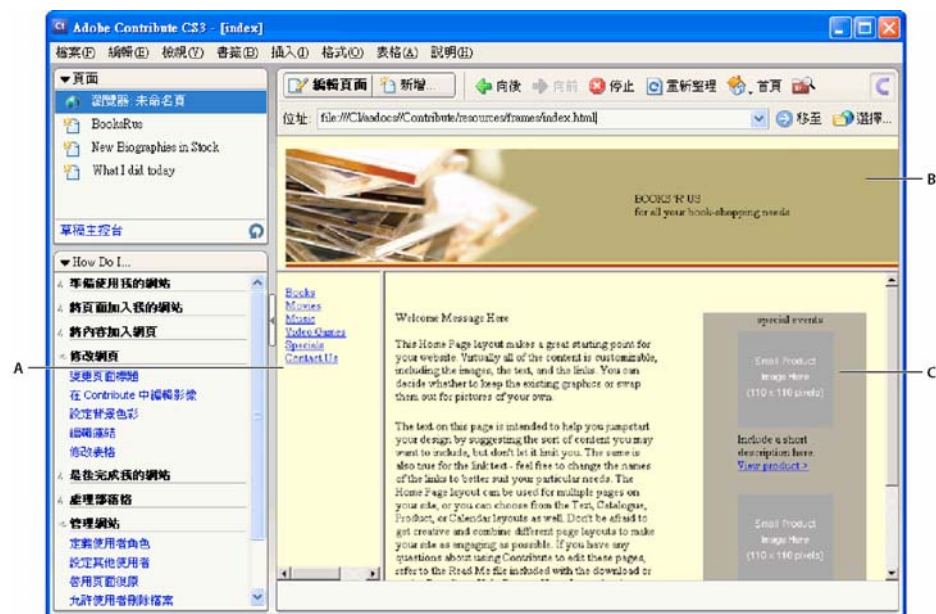 Adobe Contribute CS3 - [index]
檔案(F) 編輯(E) 檢視(V) 書籤(B) 插入(I) 格式(O) 表格(A) 說明(H)
頁面
瀏覽器: 未命名頁
BooksRus
New Biographies in Stock
What I did today
草稿主控台
How Do I...
準備使用我的網站
將頁面加入我的網站
將內容加入網頁
修改網頁
變更頁面標題
在 Contribute 中編輯影像
設定背景色彩
編輯連結
修改表格
最後完成我的網站
處理部落格
管理網站
定義使用者角色
設定其他使用者
啓用頁面復原
允許使用者刪除檔案
編輯頁面 新增... 向後 向前 停止 重新整理 首頁
位址: file:///C|/aadocs//Contribute/resources/frames/index.html 移至 選擇...
BOOKS 'R US
for all your book-shopping needs
Books
Movies
Music
Video Games
Specials
Contact Us
Welcome Message Here
This Home Page layout makes a great starting point for
your website. Virtually all of the content is customizable,
including the images, the text, and the links. You can
decide whether to keep the existing graphics or swap
them out for pictures of your own.
The text on this page is intended to help you jumpstart
your design by suggesting the sort of content you may
want to include, but don't let it limit you. The same is
also true for the link text - feel free to change the names
of the links to better suit your particular needs. The
Home Page layout can be used for multiple pages on
your site, or you can choose from the Text, Catalogue,
Product, or Calendar layouts as well. Don't be afraid to
get creative and combine different page layouts to make
your site as engaging as possible. If you have any
questions about using Contribute to edit these pages,
refer to the Read Me file included with the download or
special events
Small Product
Image Here
(110 x 110 pixels)
Include a short
description here.
View product >
Small Product
Image Here
(110 x 110 pixels)
A
B
C